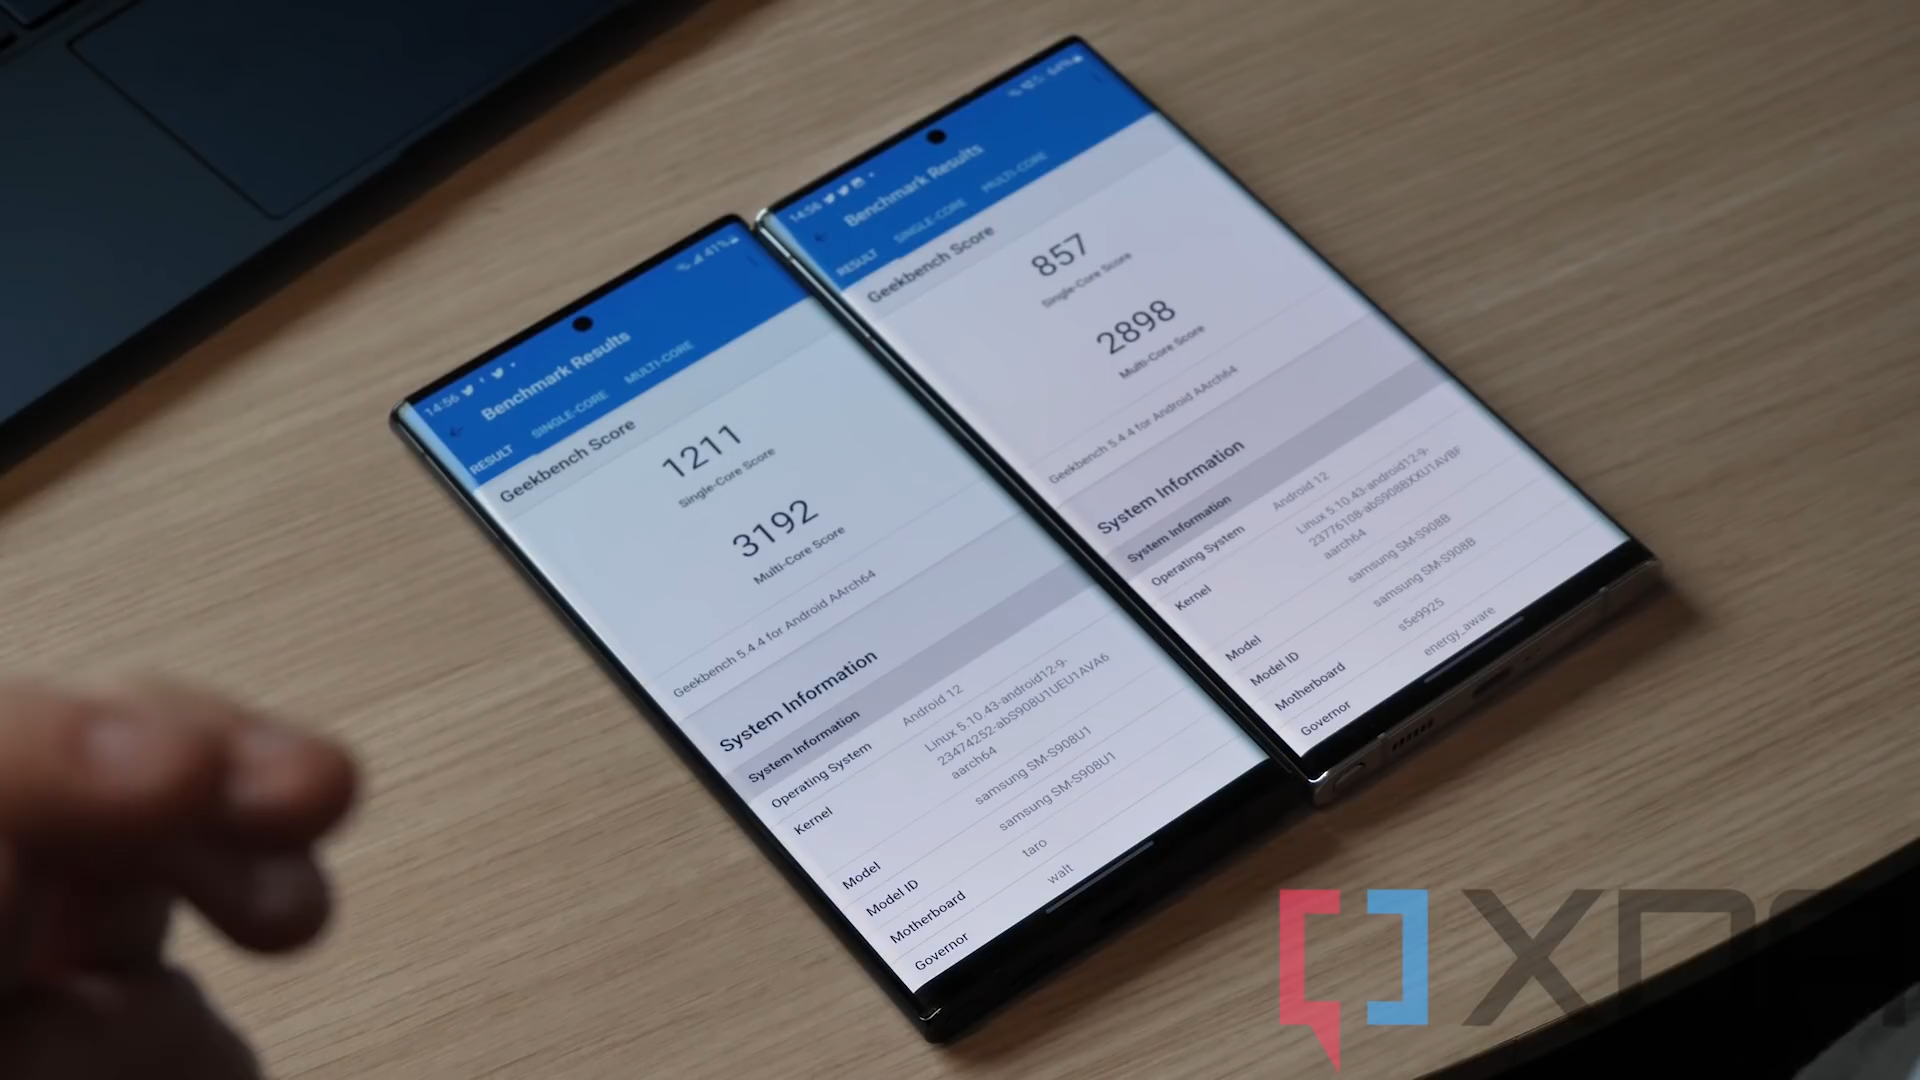 14:56
41%
Benchmark Results
RESULT
SINGLE-CORE
MULTI-CORE
Geekbench Score
1211
Single-Core Score
3192
Multi-Core Score
Geekbench 5.4.4 for Android AArch64
System Information
System Information
Operating System Android 12
Kernel Linux 5.10.43-android12-9-
23474252-abS908U1UEU1AVA6
aarch64
Model samsung SM-S908U1
Model ID samsung SM-S908U1
Motherboard taro
Governor walt
14:56
64%
Benchmark Results
RESULT
SINGLE-CORE
MULTI-CORE
Geekbench Score
857
Single-Core Score
2898
Multi-Core Score
Geekbench 5.4.4 for Android AArch64
System Information
System Information
Operating System Android 12
Kernel Linux 5.10.43-android12-9-
23776108-abS908BXXU1AVBF
aarch64
Model samsung SM-S908B
Model ID samsung SM-S908B
Motherboard s5e9925
Governor energy_aware